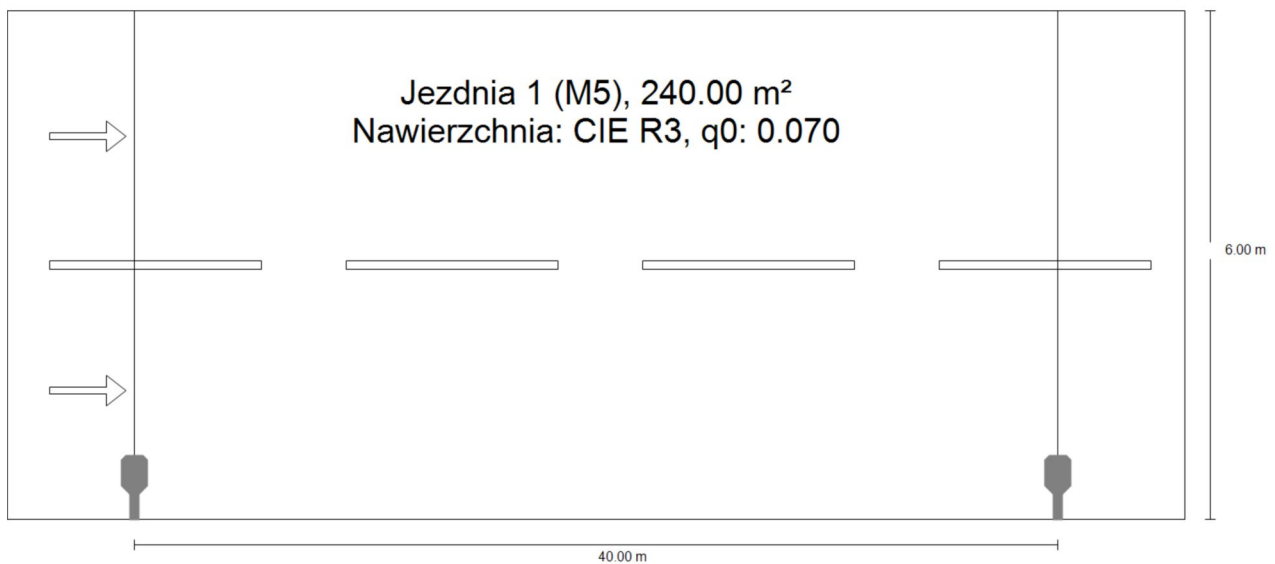 Jezdnia 1 (M5), 240.00 m²
Nawierzchnia: CIE R3, q0: 0.070
6.00 m
40.00 m